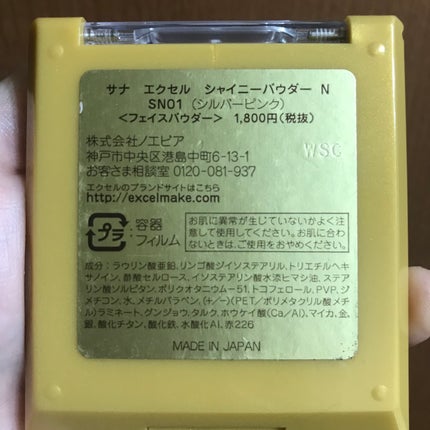 サナ　エクセル　シャイニーパウダー　N
SN01（シルバーピンク）
＜フェイスパウダー＞　1,800円(税抜)
株式会社ノエビア
神戸市中央区港島中町6-13-1
お客さま相談室 0120-081-937
エクセルのブランドサイトはこちら
http://excelmake.com
WSC
プラ
容器
フィルム
お肌に異常が生じていないかよく注
意して使用してください。お肌に合わ
ないときは、ご使用をおやめください。
成分：ラウリン酸亜鉛、リンゴ酸ジイソステアリル、トリエチルヘキ
サノイン、酢酸セルロース、イソステアリン酸水添ヒマシ油、ステア
リン酸ソルビタン、ポリクオタニウム-51、トコフェロール、PVP、ジ
メチコン、水、メチルパラベン、(+/-)(PET/ポリメタクリル酸メチ
ル)ラミネート、グンジョウ、タルク、ホウケイ酸(Ca/Al)、マイカ、金、
銀、酸化チタン、酸化鉄、水酸化Al、赤226
MADE IN JAPAN